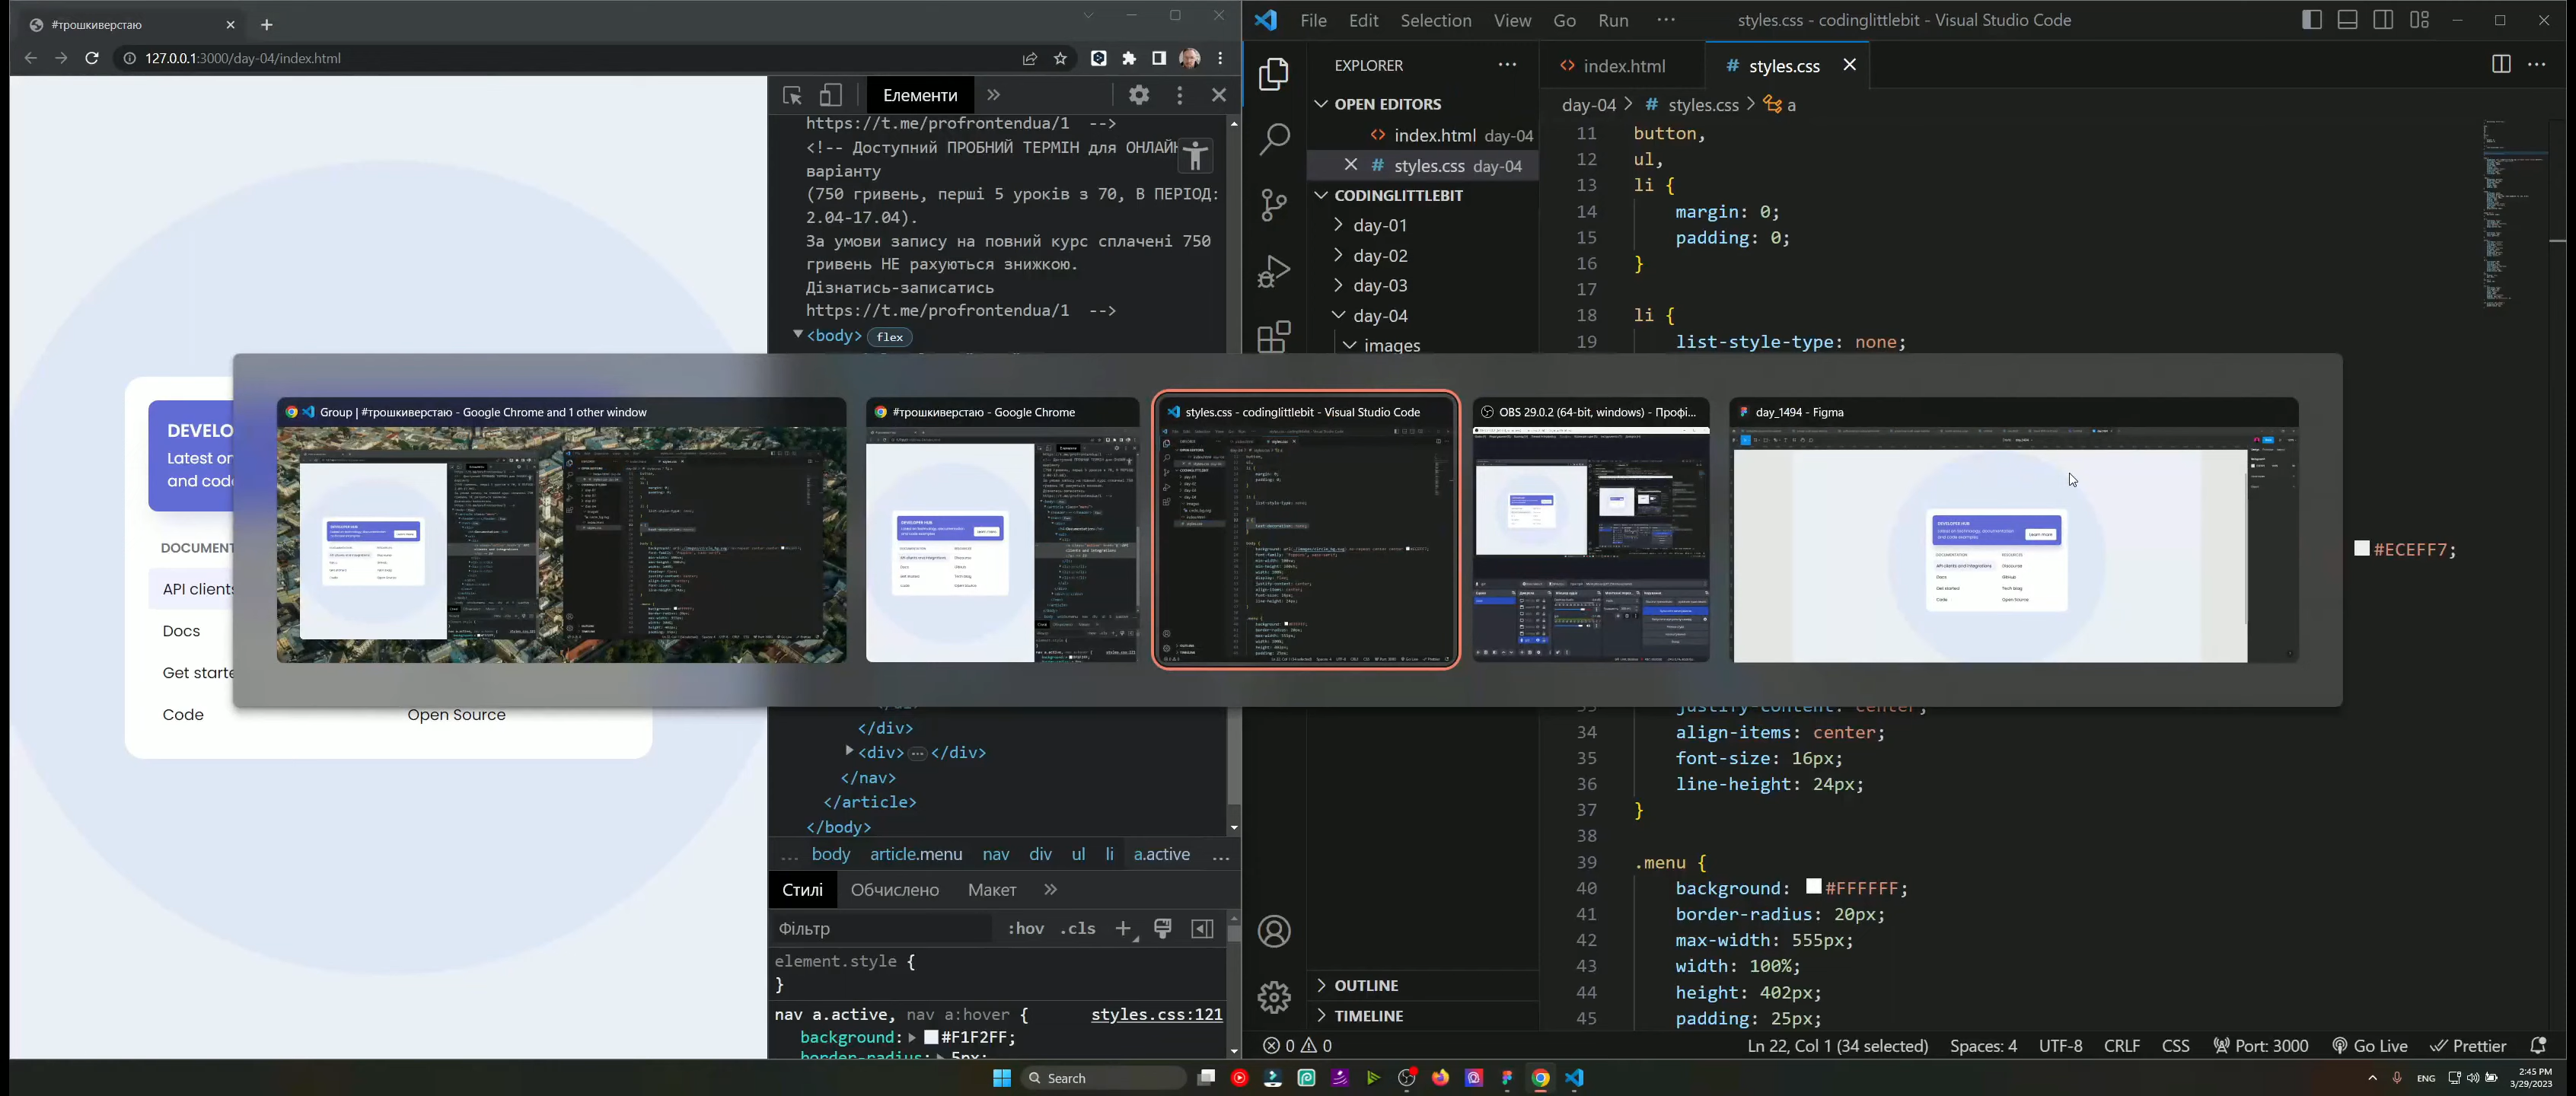 #трошкиверстаю
127.0.0.1:3000/day-04/index.html
DEVELO
Latest or
and code
DOCUMENT
API clients
Docs
Get starte
Code
Open Source
Елементи
https://t.me/profrontendua/1 -->
<!-- Доступний ПРОБНИЙ ТЕРМІН для ОНЛАЙН
варіанту
(750 гривень, перші 5 уроків з 70, В ПЕРІОД:
2.04-17.04).
За умови запису на повний курс сплачені 750
гривень НЕ рахуються знижкою.
Дізнатись-записатись
https://t.me/profrontendua/1 -->
<body> flex
</div>
<div> ... </div>
</nav>
</article>
</body>
... body article.menu nav div ul li a.active ...
Стилі Обчислено Макет
Фільтр :hov .cls
element.style {
}
nav a.active, nav a:hover { styles.css:121
background: #F1F2FF;
border-radius: 5px;
File Edit Selection View Go Run ... styles.css - codinglittlebit - Visual Studio Code
EXPLORER
OPEN EDITORS
index.html day-04
styles.css day-04
CODINGLITTLEBIT
day-01
day-02
day-03
day-04
images
OUTLINE
TIMELINE
index.html
# styles.css
day-04 > # styles.css > a
11 button,
12 ul,
13 li {
14 margin: 0;
15 padding: 0;
16 }
17
18 li {
19 list-style-type: none;
#ECEFF7;
justify-content: center;
34 align-items: center;
35 font-size: 16px;
36 line-height: 24px;
37 }
38
39 .menu {
40 background: #FFFFFF;
41 border-radius: 20px;
42 max-width: 555px;
43 width: 100%;
44 height: 402px;
45 padding: 25px;
Group | #трошкиверстаю - Google Chrome and 1 other window
#трошкиверстаю - Google Chrome
styles.css - codinglittlebit - Visual Studio Code
OBS 29.0.2 (64-bit, windows) - Профі...
day_1494 - Figma
0 0
Ln 22, Col 1 (34 selected) Spaces: 4 UTF-8 CRLF CSS Port: 3000 Go Live Prettier
Search
ENG
2:45 PM
3/29/2023